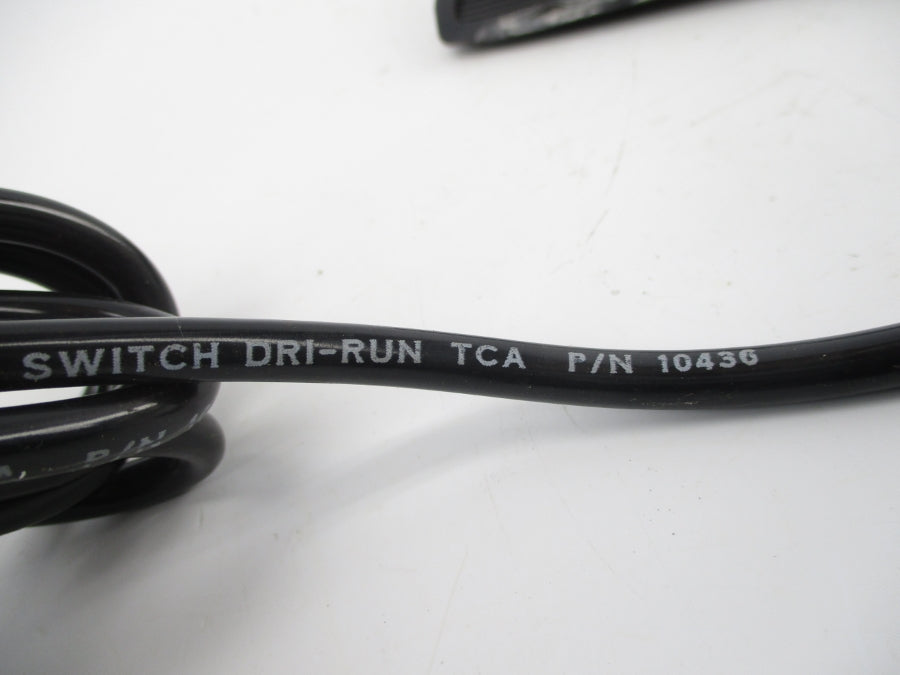 SWITCH DRI-RUN TCA P/N 10436
P/N